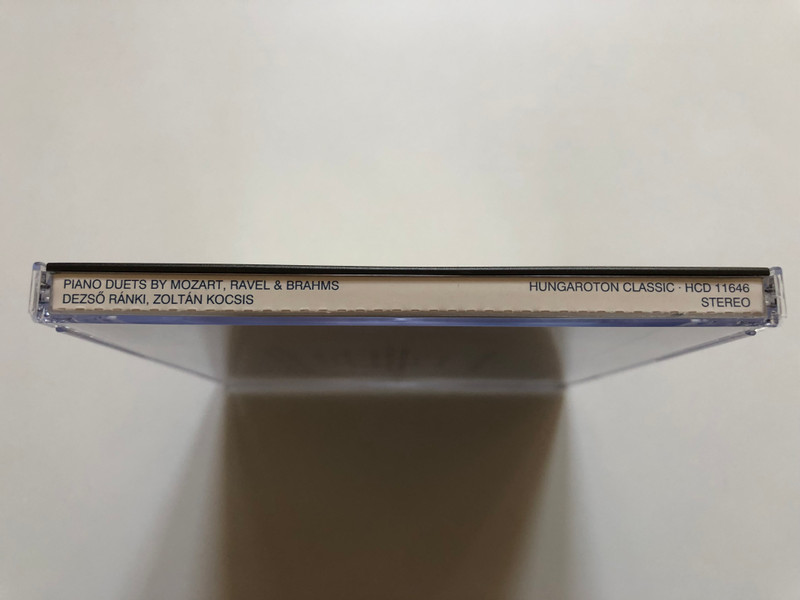 PIANO DUETS BY MOZART, RAVEL & BRAHMS
DEZSŐ RÁNKI, ZOLTÁN KOCSIS
HUNGAROTON CLASSIC · HCD 11646
STEREO